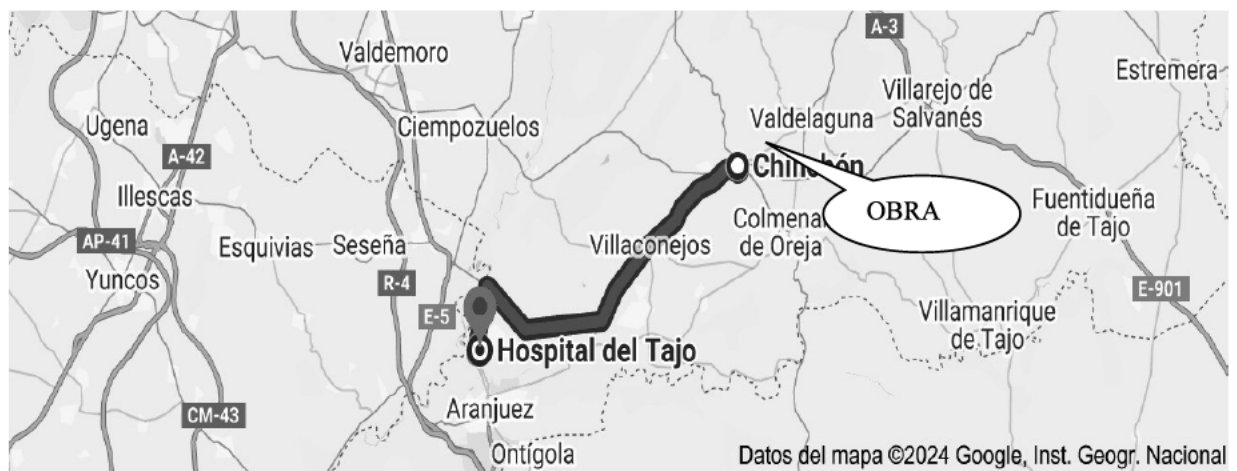 A-3
Valdemoro
Estremera
Villarejo de
Salvanés
Valdelaguna
Ugena
Ciempozuelos
A-42
Chinchón
Illescas
OBRA
Fuentidueña
de Tajo
Colmenar
de Oreja
AP-41
Esquivias
Seseña
Villaconejos
Yuncos
R-4
E-901
E-5
Villamanrique
de Tajo
Hospital del Tajo
Aranjuez
CM-43
Ontígola
Datos del mapa ©2024 Google, Inst. Geogr. Nacional